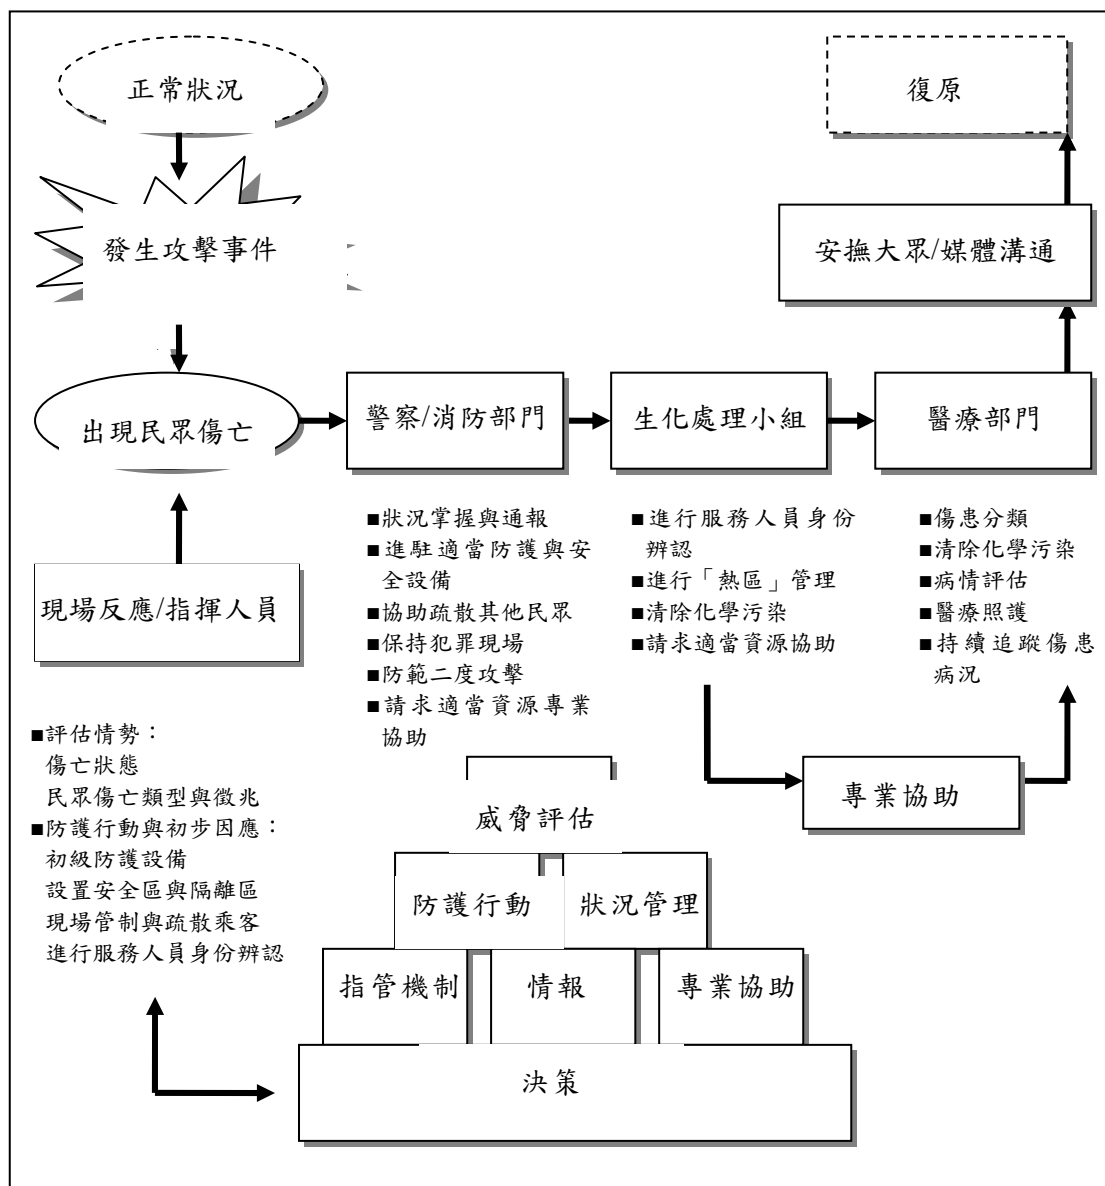 正常狀況
復原
發生攻擊事件
安撫大眾/媒體溝通
出現民眾傷亡
警察/消防部門
生化處理小組
醫療部門
現場反應/指揮人員
■狀況掌握與通報
■進駐適當防護與安
全設備
■協助疏散其他民眾
■保持犯罪現場
■防範二度攻擊
■請求適當資源專業
協助
■進行服務人員身份
辨認
■進行「熱區」管理
■清除化學污染
■請求適當資源協助
■傷患分類
■清除化學污染
■病情評估
■醫療照護
■持續追蹤傷患
病況
■評估情勢：
傷亡狀態
民眾傷亡類型與徵兆
■防護行動與初步因應：
初級防護設備
設置安全區與隔離區
現場管制與疏散乘客
進行服務人員身份辨認
專業協助
威脅評估
防護行動
狀況管理
指管機制
情報
專業協助
決策